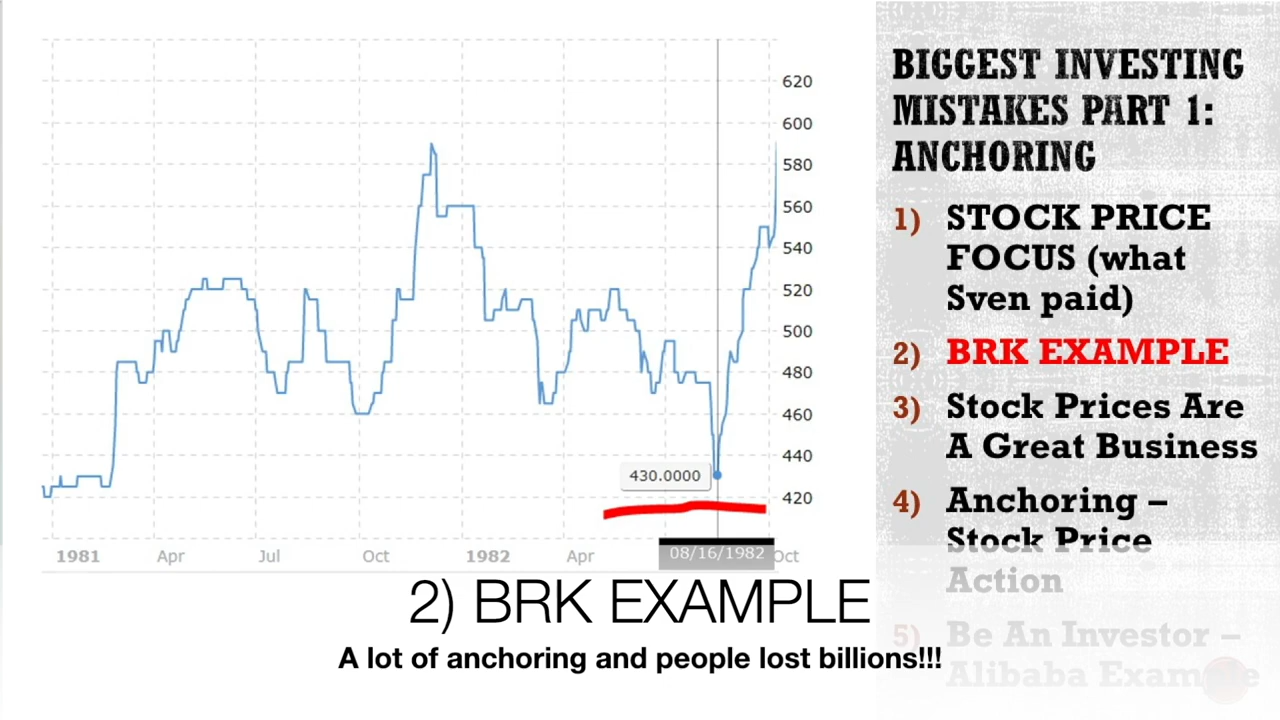 620
600
580
560
540
520
500
480
460
440
420
430.0000
1981 Apr Jul Oct 1982 Apr 08/16/1982 Oct
2) BRK EXAMPLE
A lot of anchoring and people lost billions!!!
BIGGEST INVESTING
MISTAKES PART 1:
ANCHORING
1) STOCK PRICE
FOCUS (what
Sven paid)
2) BRK EXAMPLE
3) Stock Prices Are
A Great Business
4) Anchoring –
Stock Price
Action
5) Be An Investor –
Alibaba Example